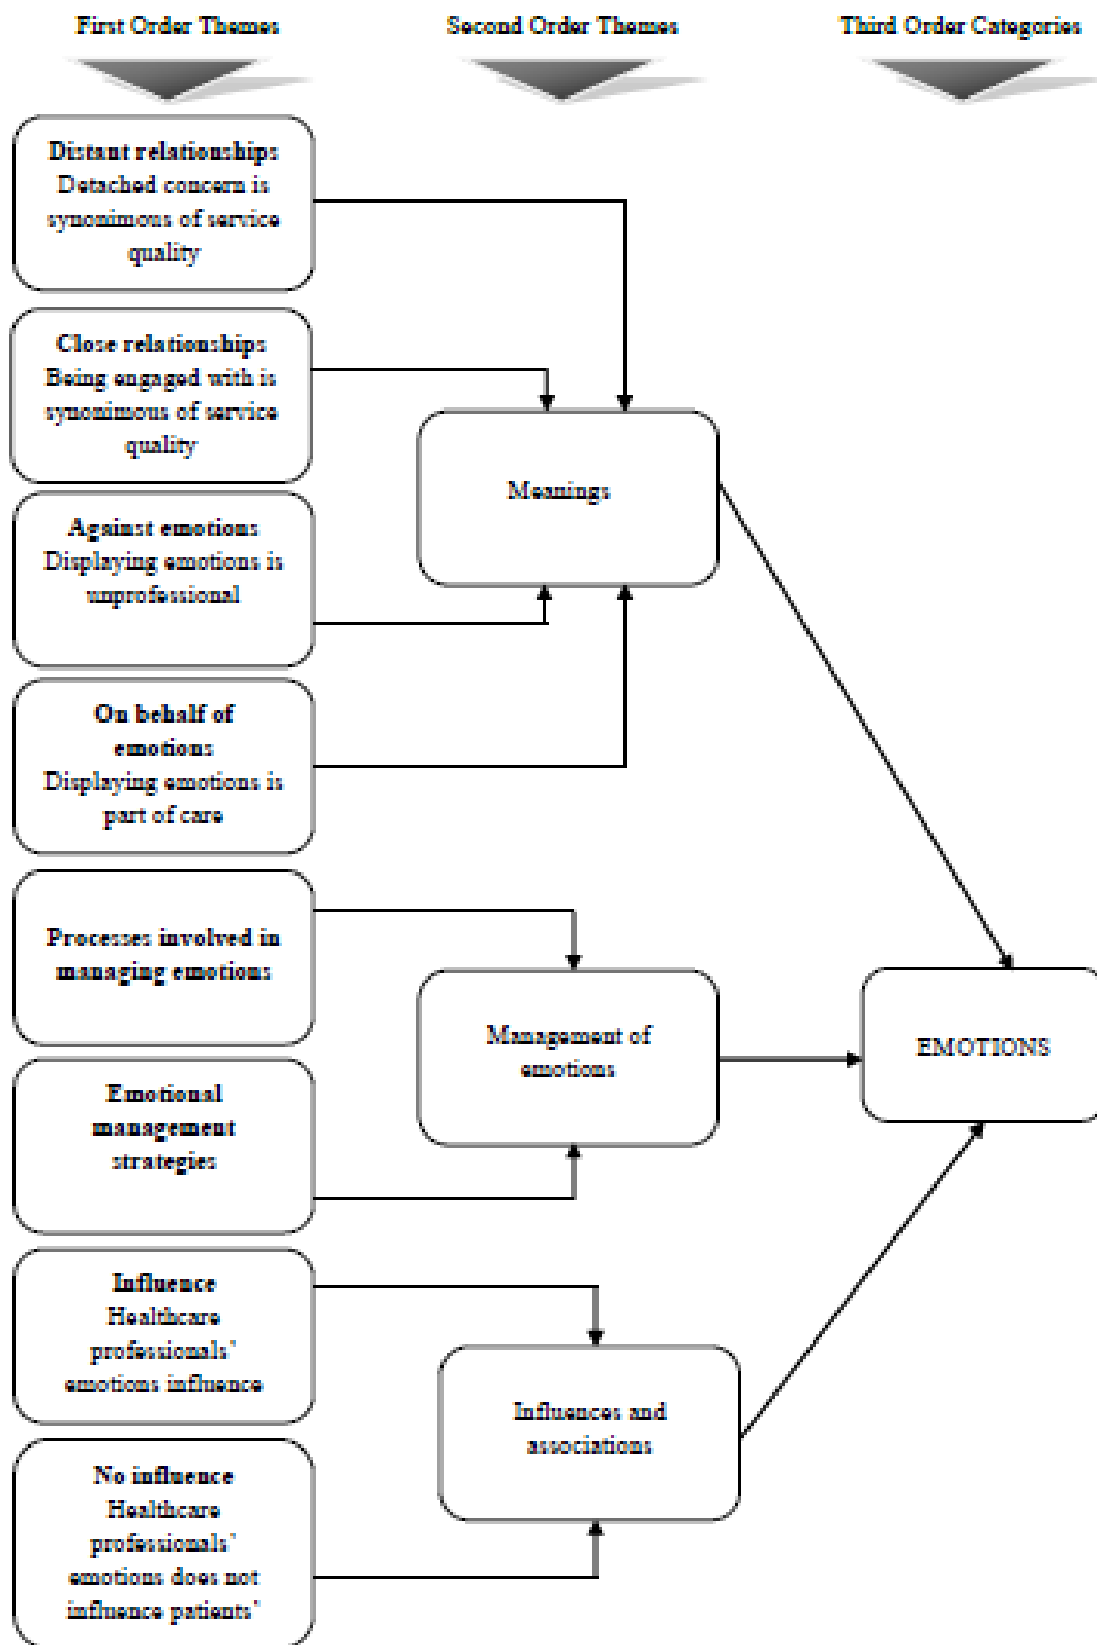 First Order Themes
Second Order Themes
Third Order Categories
Distant relationships
Detached concern is
synonimous of service
quality
Close relationships
Being engaged with is
synonimous of service
quality
Against emotions
Displaying emotions is
unprofessional
On behalf of
emotions
Displaying emotions is
part of care
Processes involved in
managing emotions
Emotional
management
strategies
Influence
Healthcare
professionals'
emotions influence
No influence
Healthcare
professionals'
emotions does not
influence patients'
Meanings
Management of
emotions
Influences and
associations
EMOTIONS